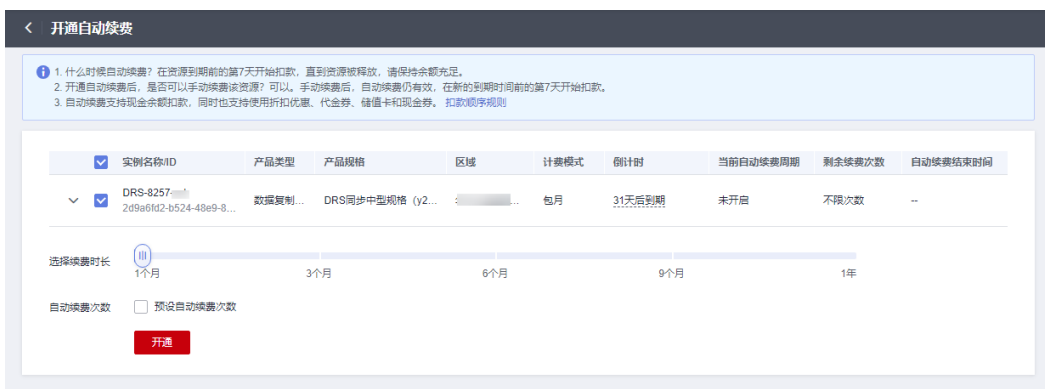 开通自动续费
1. 什么时候自动续费？在资源到期前的第7天开始扣款，直到资源被释放，请保持余额充足。
2. 开通自动续费后，是否可以手动续费该资源？可以。手动续费后，自动续费仍有效，在新的到期时间前的第7天开始扣款。
3. 自动续费支持现金余额扣款，同时也支持使用折扣优惠、代金券、储值卡和现金券。 扣款顺序规则
实例名称/ID 产品类型 产品规格 区域 计费模式 倒计时 当前自动续费周期 剩余续费次数 自动续费结束时间
DRS-8257-
2d9a6fd2-b524-48e9-8... 数据复制... DRS同步中型规格（y2... ... 包月 31天后到期 未开启 不限次数 --
选择续费时长
1个月 3个月 6个月 9个月 1年
自动续费次数 预设自动续费次数
开通